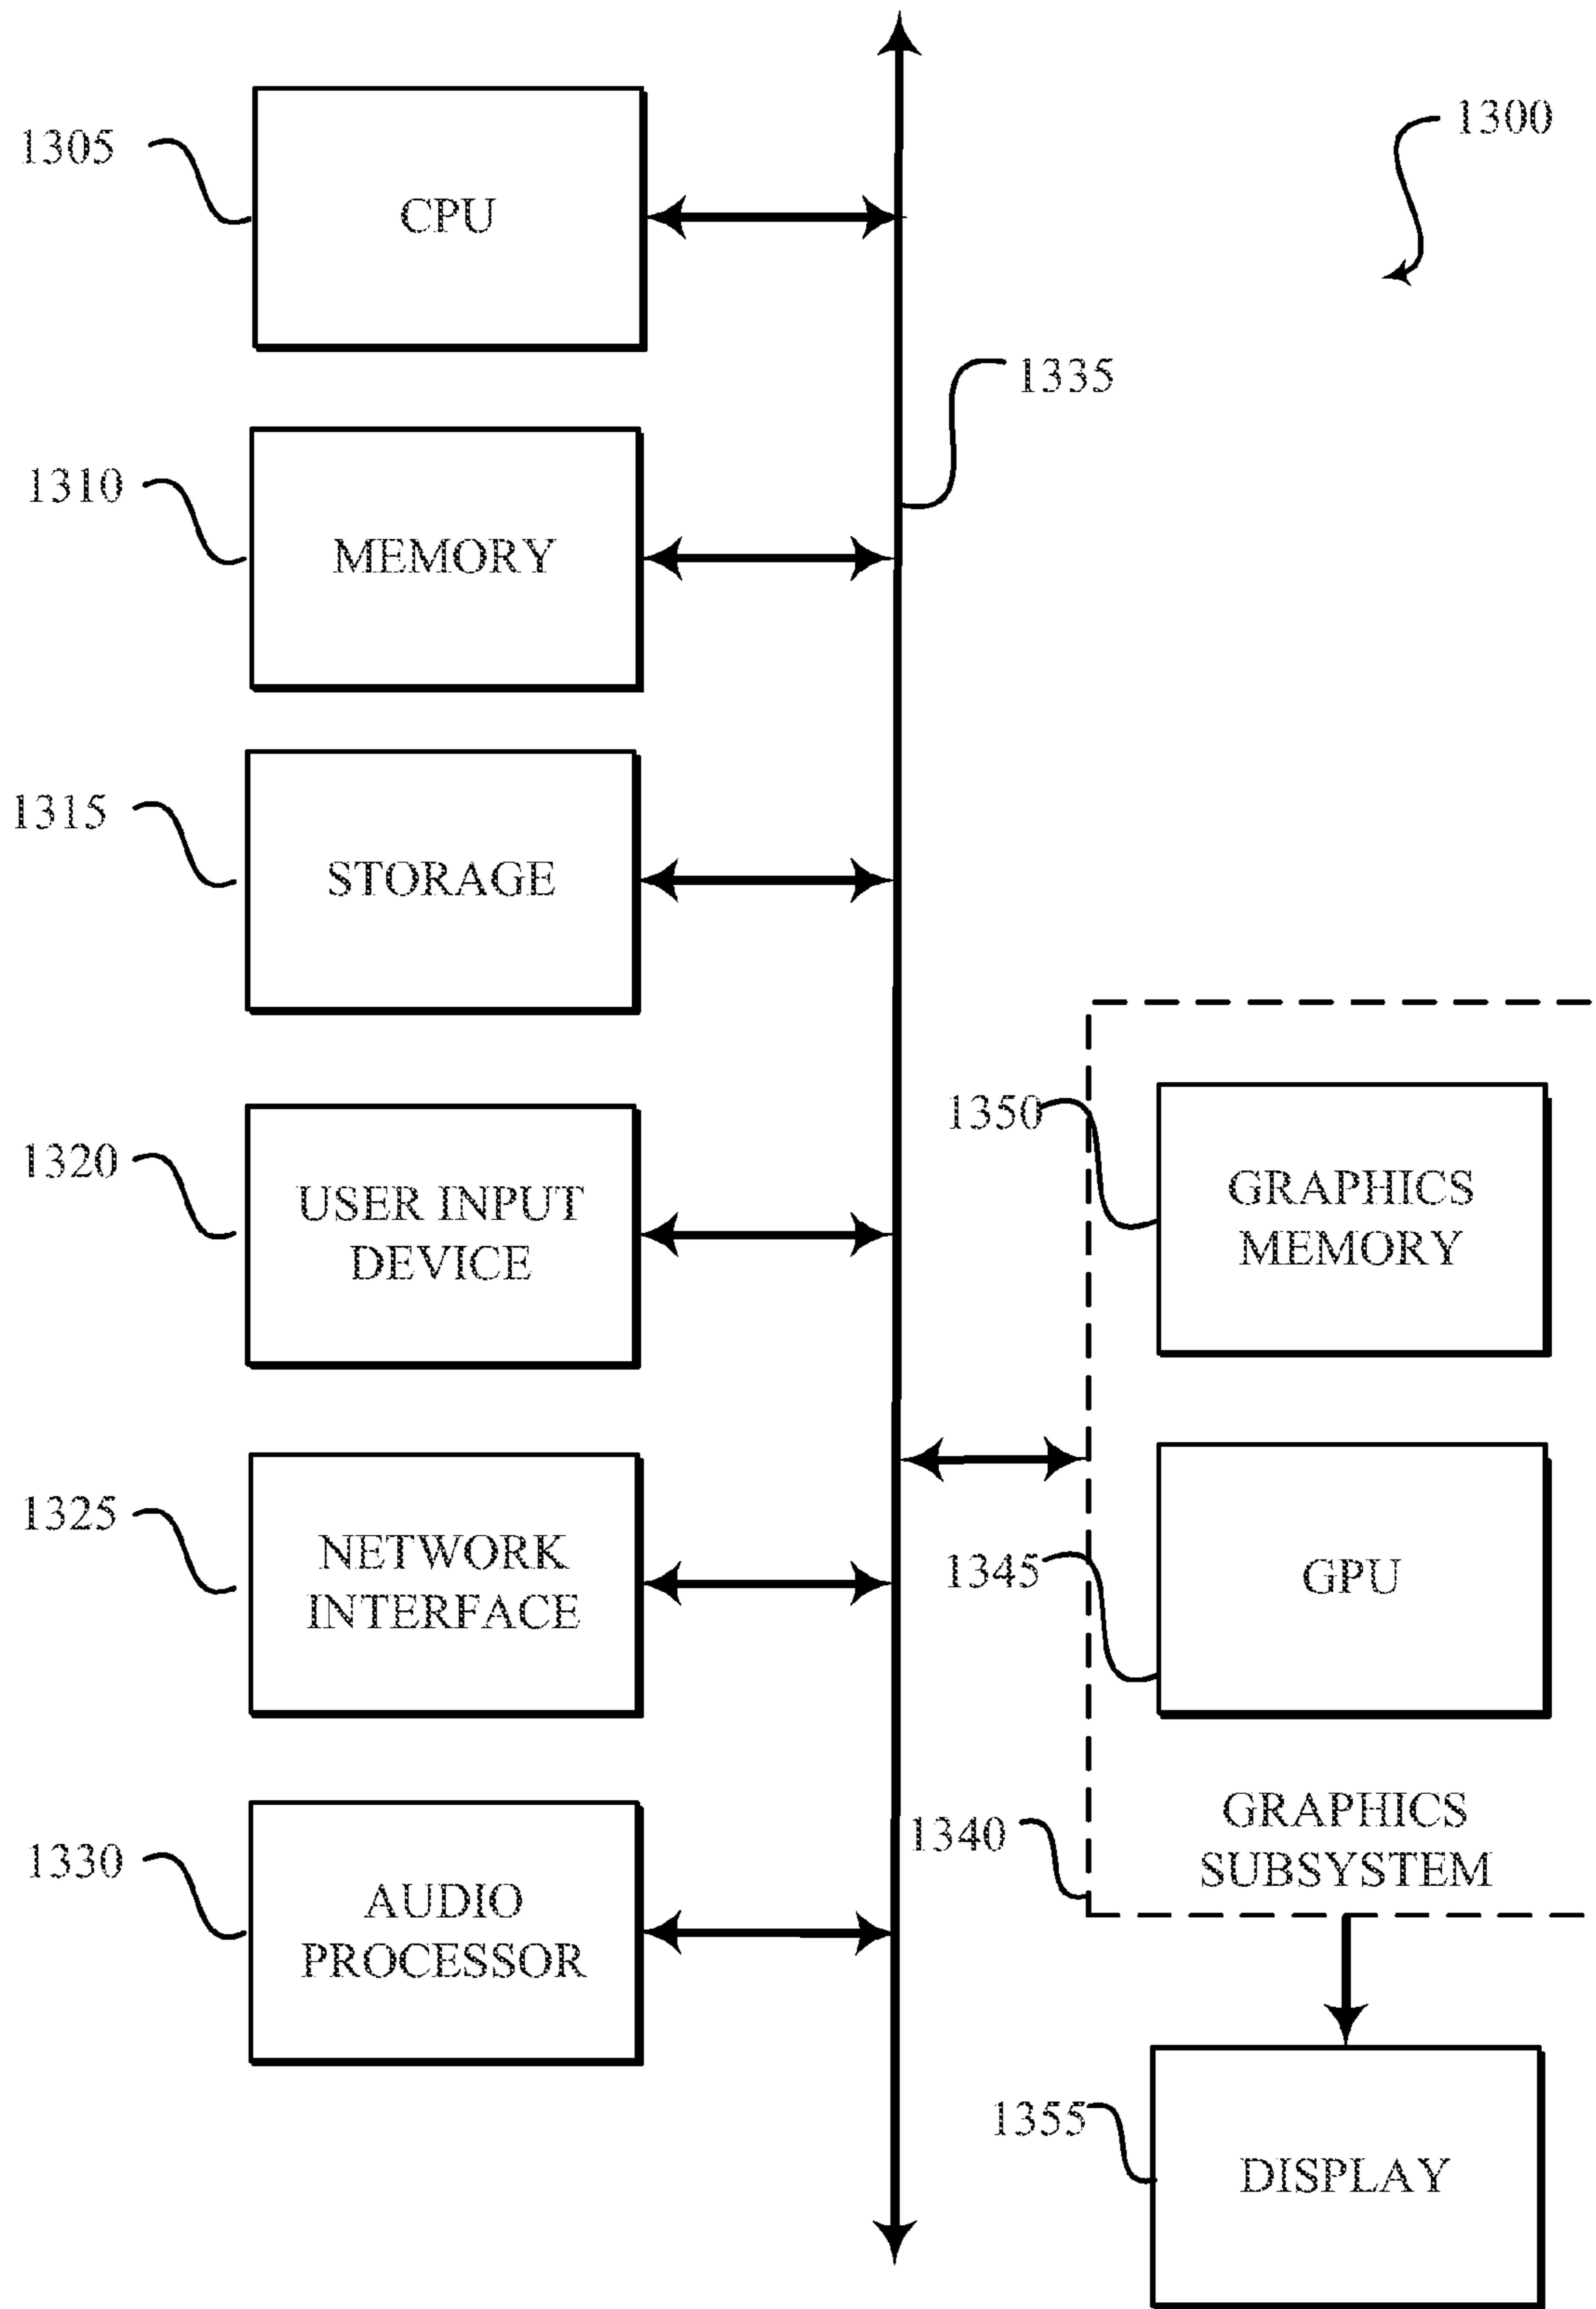 1305
CPU
1300
1335
1310
MEMORY
1315
STORAGE
1320
USER INPUT
DEVICE
1350
GRAPHICS
MEMORY
1325
NETWORK
INTERFACE
1345
GPU
1330
AUDIO
PROCESSOR
1340
GRAPHICS
SUBSYSTEM
1355
DISPLAY